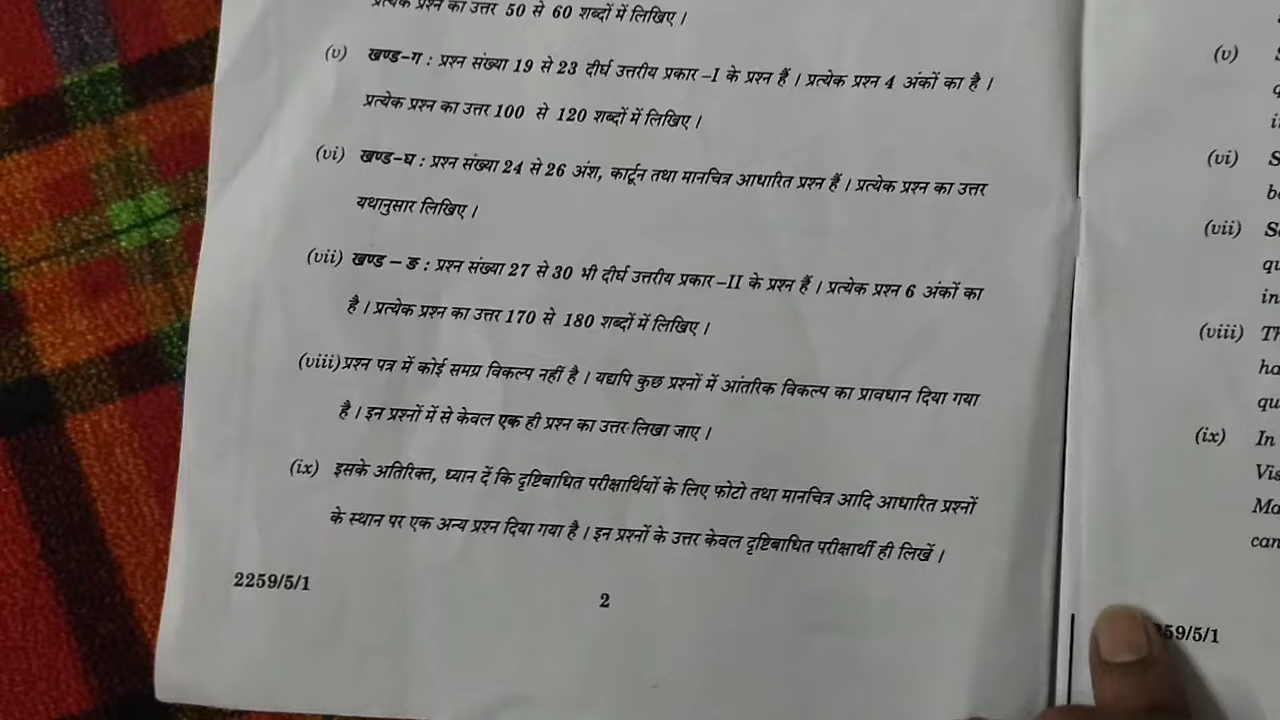 प्रत्येक प्रश्न का उत्तर 50 से 60 शब्दों में लिखिए ।
(v) खण्ड-ग : प्रश्न संख्या 19 से 23 दीर्घ उत्तरीय प्रकार –I के प्रश्न हैं । प्रत्येक प्रश्न 4 अंकों का है ।
प्रत्येक प्रश्न का उत्तर 100 से 120 शब्दों में लिखिए ।
(vi) खण्ड-घ : प्रश्न संख्या 24 से 26 अंश, कार्टून तथा मानचित्र आधारित प्रश्न हैं । प्रत्येक प्रश्न का उत्तर
यथानुसार लिखिए ।
(vii) खण्ड – ङ : प्रश्न संख्या 27 से 30 भी दीर्घ उत्तरीय प्रकार –II के प्रश्न हैं । प्रत्येक प्रश्न 6 अंकों का
है । प्रत्येक प्रश्न का उत्तर 170 से 180 शब्दों में लिखिए ।
(viii) प्रश्न पत्र में कोई समग्र विकल्प नहीं है । यद्यपि कुछ प्रश्नों में आंतरिक विकल्प का प्रावधान दिया गया
है । इन प्रश्नों में से केवल एक ही प्रश्न का उत्तर लिखा जाए ।
(ix) इसके अतिरिक्त, ध्यान दें कि दृष्टिबाधित परीक्षार्थियों के लिए फोटो तथा मानचित्र आदि आधारित प्रश्नों
के स्थान पर एक अन्य प्रश्न दिया गया है । इन प्रश्नों के उत्तर केवल दृष्टिबाधित परीक्षार्थी ही लिखें ।
2259/5/1
2
(v)
(vi)
(vii)
(viii)
(ix) In
59/5/1